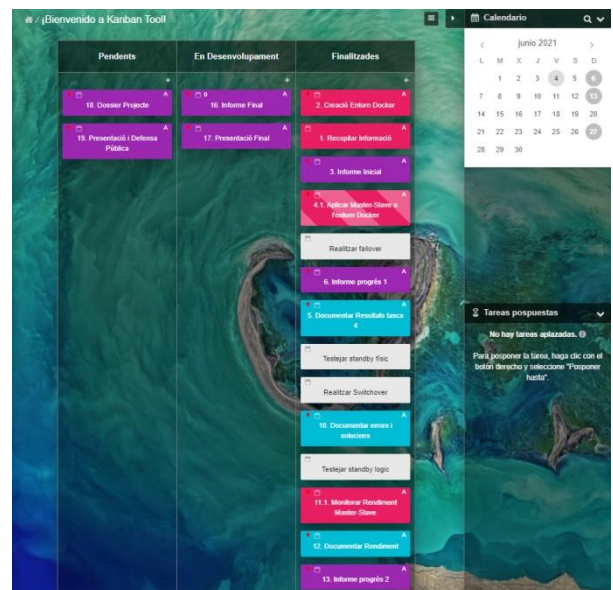 / ¡Bienvenido a Kanban Tool!
Pendents
En Desenvolupament
Finalitzades
+
+
+
A
18. Dossier Projecte
A
19. Presentació i Defensa
Pública
9
A
16. Informe Final
A
17. Presentació Final
A
2. Creació Entorn Docker
A
1. Recopilar Informació
A
3. Informe Inicial
A
4.1. Aplicar Master-Slave a
l'entorn Docker
Realitzar failover
A
6. Informe progrés 1
A
5. Documentar Resultats tasca
4
Testejar standby físic
Realitzar Switchover
A
10. Documentar errors i
solucions
Testejar standby logic
A
11.1. Monitorar Rendiment
Master-Slave
A
12. Documentar Rendiment
A
13. Informe progrés 2
Calendario
junio 2021
L M X J V S D
1 2 3 4 5 6
7 8 9 10 11 12 13
14 15 16 17 18 19 20
21 22 23 24 25 26 27
28 29 30
Tareas pospuestas
No hay tareas aplazadas.
Para posponer la tarea, haga clic con el
botón derecho y seleccione "Posponer
hasta".